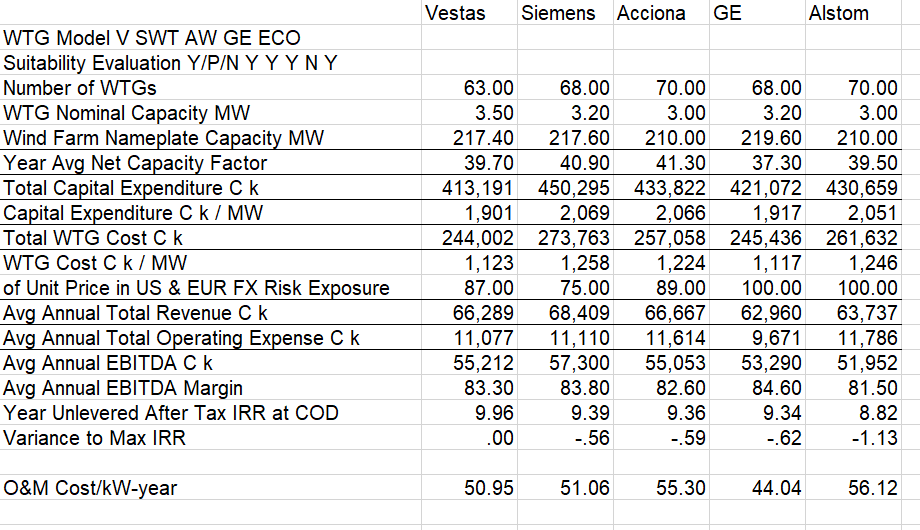 Vestas Siemens Acciona GE Alstom
WTG Model V SWT AW GE ECO
Suitability Evaluation Y/P/N Y Y Y N Y
Number of WTGs 63.00 68.00 70.00 68.00 70.00
WTG Nominal Capacity MW 3.50 3.20 3.00 3.20 3.00
Wind Farm Nameplate Capacity MW 217.40 217.60 210.00 219.60 210.00
Year Avg Net Capacity Factor 39.70 40.90 41.30 37.30 39.50
Total Capital Expenditure C k 413,191 450,295 433,822 421,072 430,659
Capital Expenditure C k / MW 1,901 2,069 2,066 1,917 2,051
Total WTG Cost C k 244,002 273,763 257,058 245,436 261,632
WTG Cost C k / MW 1,123 1,258 1,224 1,117 1,246
of Unit Price in US & EUR FX Risk Exposure 87.00 75.00 89.00 100.00 100.00
Avg Annual Total Revenue C k 66,289 68,409 66,667 62,960 63,737
Avg Annual Total Operating Expense C k 11,077 11,110 11,614 9,671 11,786
Avg Annual EBITDA C k 55,212 57,300 55,053 53,290 51,952
Avg Annual EBITDA Margin 83.30 83.80 82.60 84.60 81.50
Year Unlevered After Tax IRR at COD 9.96 9.39 9.36 9.34 8.82
Variance to Max IRR .00 -.56 -.59 -.62 -1.13
O&M Cost/kW-year 50.95 51.06 55.30 44.04 56.12